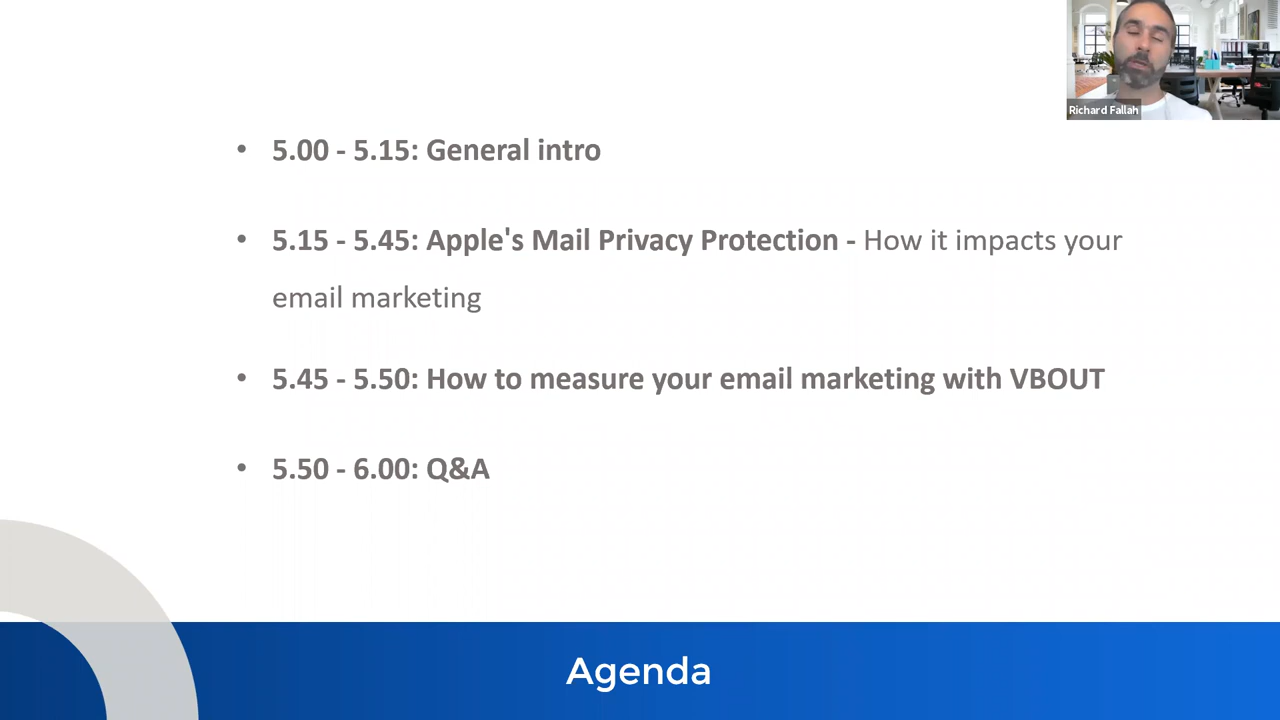 Richard Fallah
• 5.00 - 5.15: General intro
• 5.15 - 5.45: Apple's Mail Privacy Protection - How it impacts your
email marketing
• 5.45 - 5.50: How to measure your email marketing with VBOUT
• 5.50 - 6.00: Q&A
Agenda